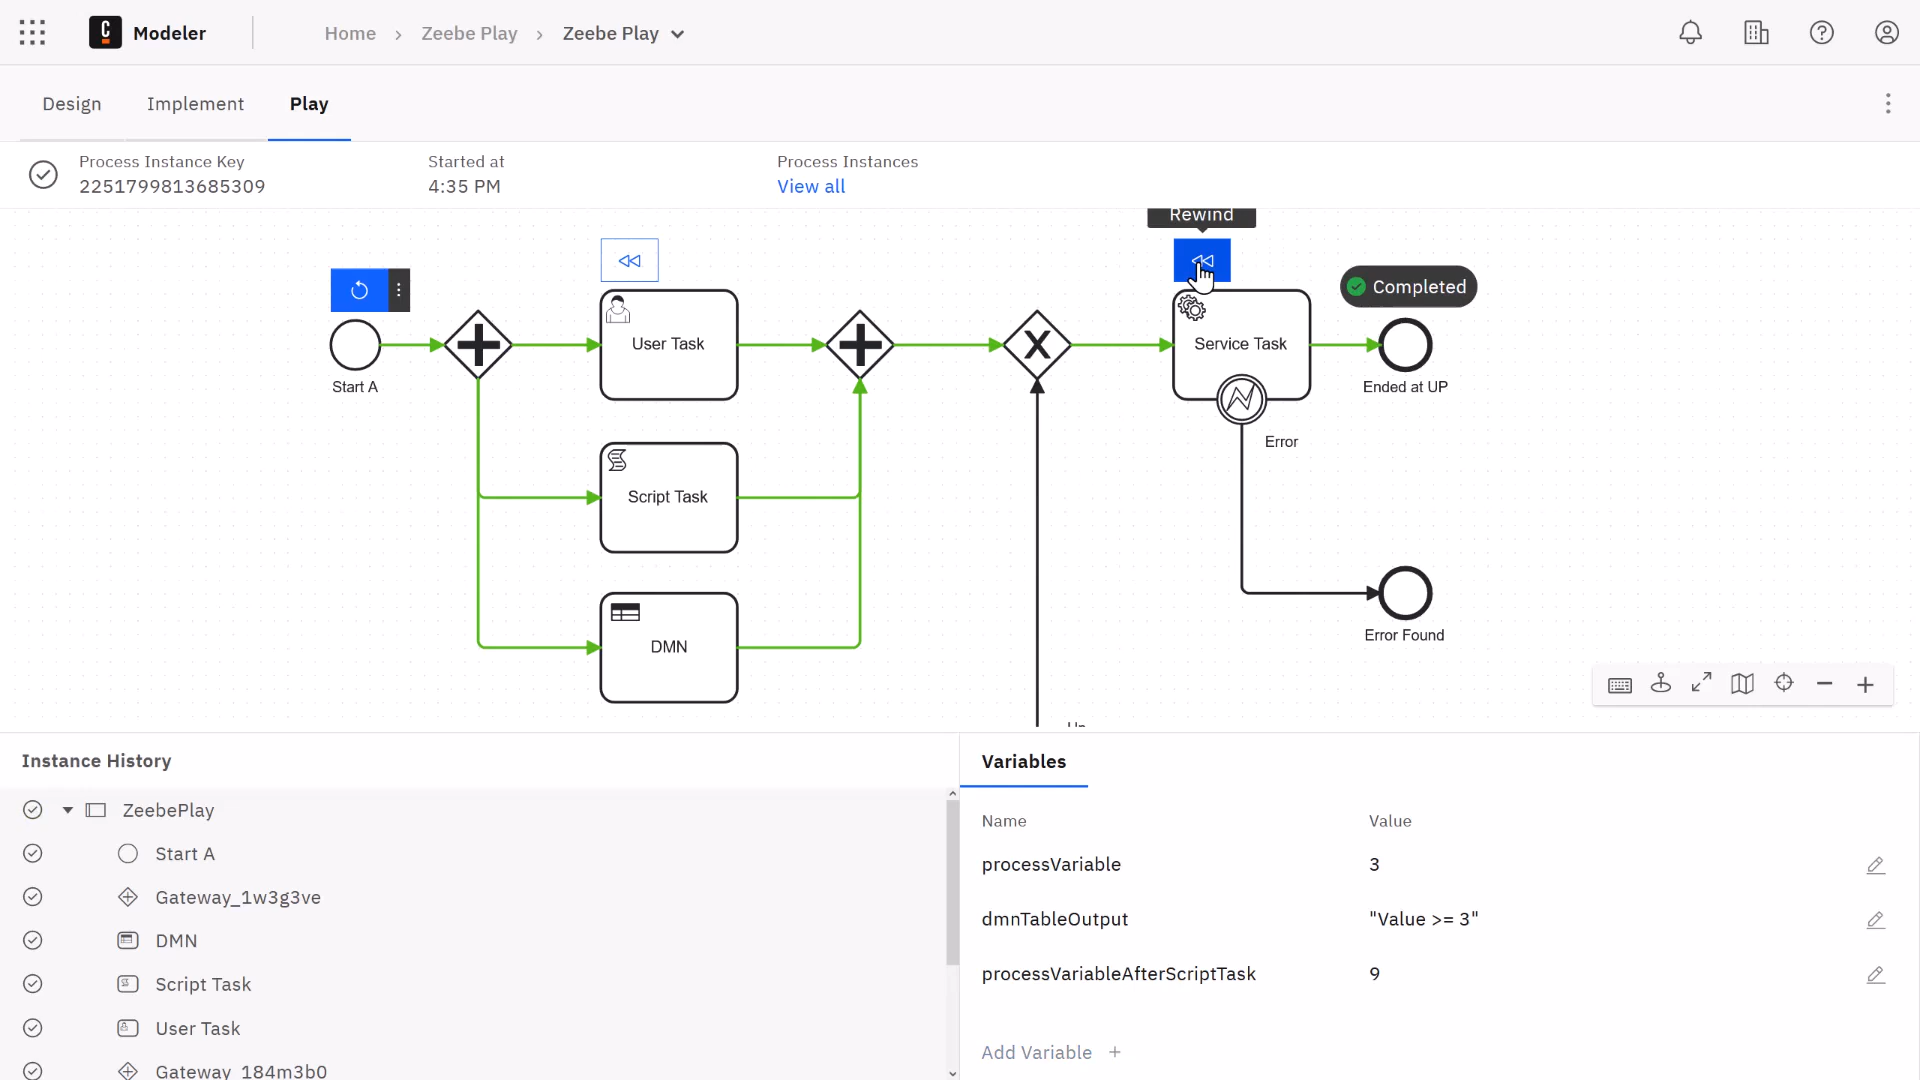 Modeler
Home
Zeebe Play
Zeebe Play
Design
Implement
Play
Process Instance Key
2251799813685309
Started at
4:35 PM
Process Instances
View all
Rewind
Completed
User Task
Service Task
Start A
Ended at UP
Error
Script Task
DMN
Error Found
Instance History
ZeebePlay
Start A
Gateway_1w3g3ve
DMN
Script Task
User Task
Gateway_184m3b0
Variables
Name Value
processVariable 3
dmnTableOutput "Value >= 3"
processVariableAfterScriptTask 9
Add Variable +